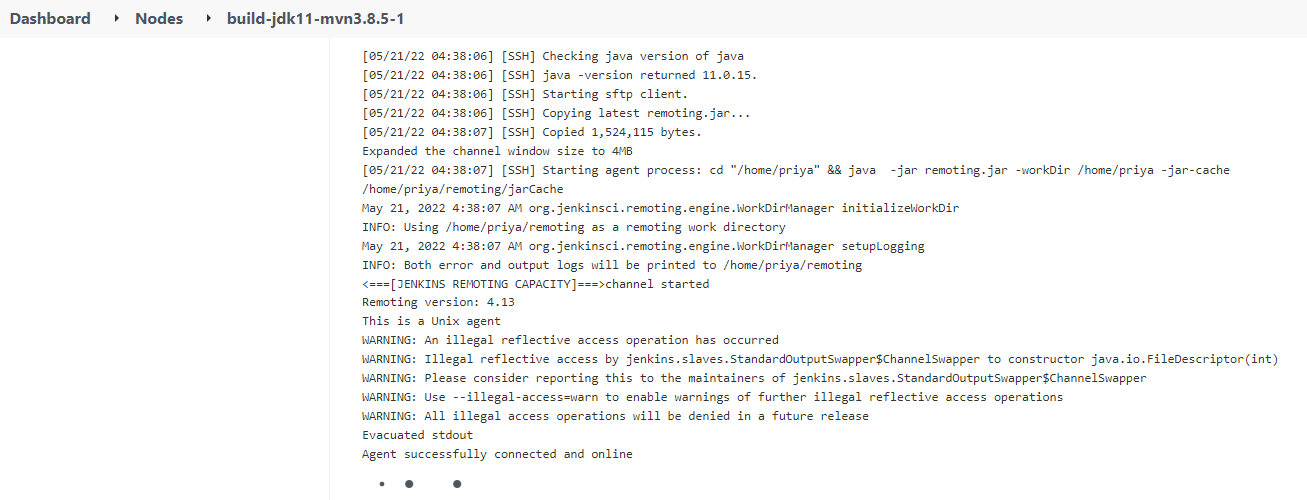 Dashboard Nodes build-jdk11-mvn3.8.5-1
[05/21/22 04:38:06] [SSH] Checking java version of java
[05/21/22 04:38:06] [SSH] java -version returned 11.0.15.
[05/21/22 04:38:06] [SSH] Starting sftp client.
[05/21/22 04:38:06] [SSH] Copying latest remoting.jar...
[05/21/22 04:38:07] [SSH] Copied 1,524,115 bytes.
Expanded the channel window size to 4MB
[05/21/22 04:38:07] [SSH] Starting agent process: cd "/home/priya" && java  -jar remoting.jar -workDir /home/priya -jar-cache
/home/priya/remoting/jarCache
May 21, 2022 4:38:07 AM org.jenkinsci.remoting.engine.WorkDirManager initializeWorkDir
INFO: Using /home/priya/remoting as a remoting work directory
May 21, 2022 4:38:07 AM org.jenkinsci.remoting.engine.WorkDirManager setupLogging
INFO: Both error and output logs will be printed to /home/priya/remoting
<===[JENKINS REMOTING CAPACITY]===>channel started
Remoting version: 4.13
This is a Unix agent
WARNING: An illegal reflective access operation has occurred
WARNING: Illegal reflective access by jenkins.slaves.StandardOutputSwapper$ChannelSwapper to constructor java.io.FileDescriptor(int)
WARNING: Please consider reporting this to the maintainers of jenkins.slaves.StandardOutputSwapper$ChannelSwapper
WARNING: Use --illegal-access=warn to enable warnings of further illegal reflective access operations
WARNING: All illegal access operations will be denied in a future release
Evacuated stdout
Agent successfully connected and online